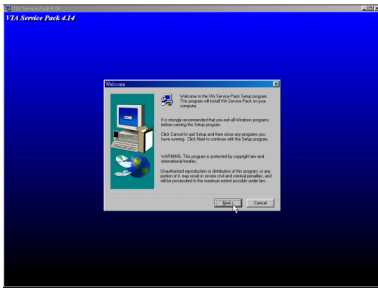 VIA Service Pack 4.14
VIA Service Pack 4.14
Welcome
Welcome to the VIA Service Pack Setup program.
This program will install VIA Service Pack on your
computer.
It is strongly recommended that you exit all Windows programs
before running this Setup program.
Click Cancel to quit Setup and then close any programs you
have running. Click Next to continue with the Setup program.
WARNING: This program is protected by copyright law and
international treaties.
Unauthorized reproduction or distribution of this program, or any
portion of it, may result in severe civil and criminal penalties, and
will be prosecuted to the maximum extent possible under law.
Next
Cancel